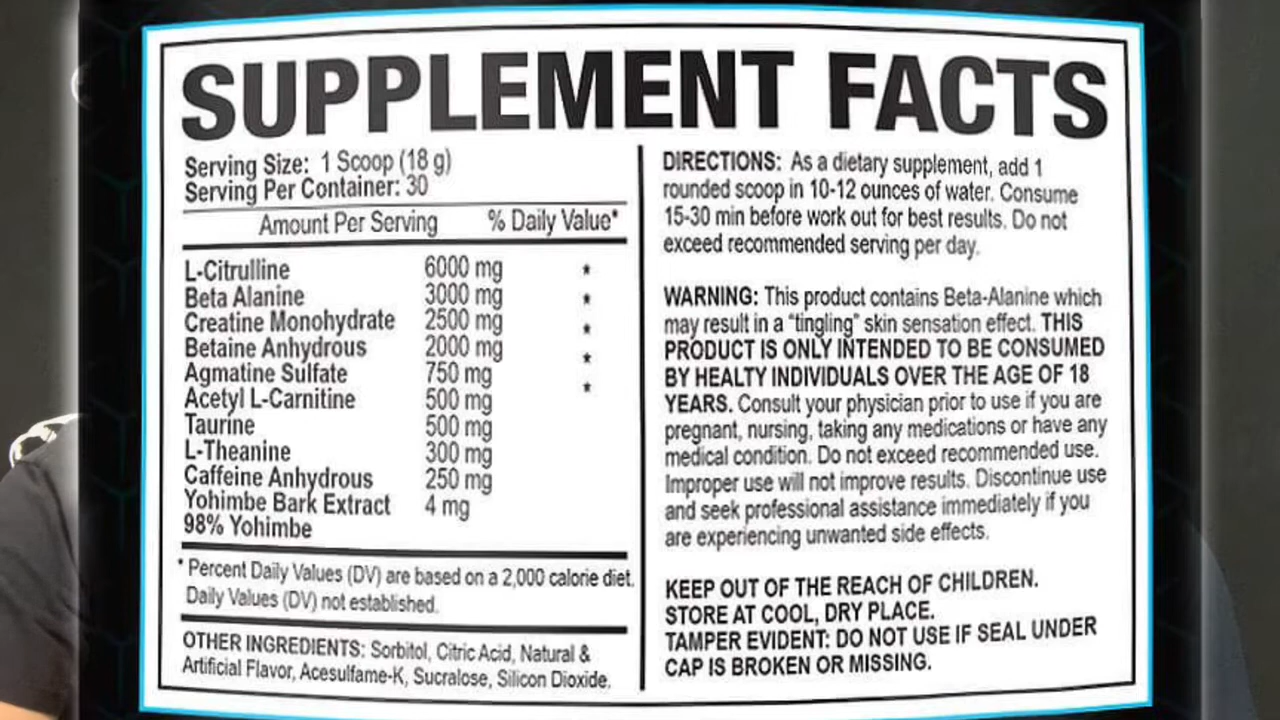 SUPPLEMENT FACTS
Serving Size: 1 Scoop (18 g)
Serving Per Container: 30
Amount Per Serving % Daily Value*
L-Citrulline 6000 mg *
Beta Alanine 3000 mg *
Creatine Monohydrate 2500 mg *
Betaine Anhydrous 2000 mg *
Agmatine Sulfate 750 mg *
Acetyl L-Carnitine 500 mg
Taurine 500 mg
L-Theanine 300 mg
Caffeine Anhydrous 250 mg
Yohimbe Bark Extract 4 mg
98% Yohimbe
* Percent Daily Values (DV) are based on a 2,000 calorie diet.
Daily Values (DV) not established.
OTHER INGREDIENTS: Sorbitol, Citric Acid, Natural &
Artificial Flavor, Acesulfame-K, Sucralose, Silicon Dioxide.
DIRECTIONS: As a dietary supplement, add 1
rounded scoop in 10-12 ounces of water. Consume
15-30 min before work out for best results. Do not
exceed recommended serving per day.
WARNING: This product contains Beta-Alanine which
may result in a “tingling” skin sensation effect. THIS
PRODUCT IS ONLY INTENDED TO BE CONSUMED
BY HEALTY INDIVIDUALS OVER THE AGE OF 18
YEARS. Consult your physician prior to use if you are
pregnant, nursing, taking any medications or have any
medical condition. Do not exceed recommended use.
Improper use will not improve results. Discontinue use
and seek professional assistance immediately if you
are experiencing unwanted side effects.
KEEP OUT OF THE REACH OF CHILDREN.
STORE AT COOL, DRY PLACE.
TAMPER EVIDENT: DO NOT USE IF SEAL UNDER
CAP IS BROKEN OR MISSING.